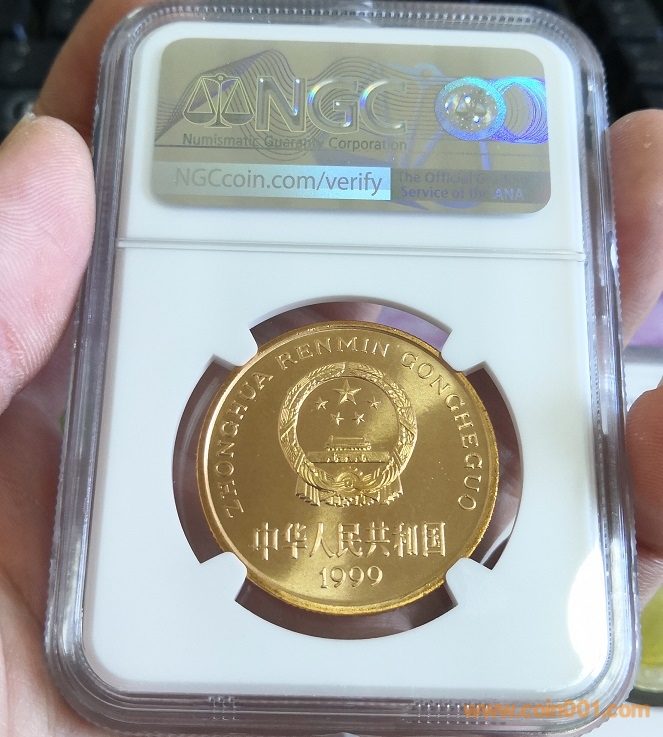 NGC
Numismatic Guaranty Corporation
NGCcoin.com/verify
The Official Grading
Service of the ANA
ZHONGHUA RENMIN GONGHEGUO
中华人民共和国
1999
www.coin001.com